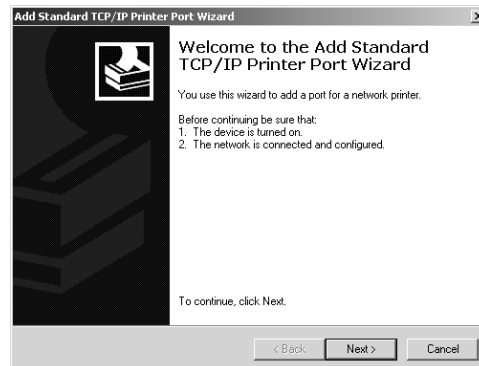 Add Standard TCP/IP Printer Port Wizard
Welcome to the Add Standard
TCP/IP Printer Port Wizard
You use this wizard to add a port for a network printer.
Before continuing be sure that:
1. The device is turned on.
2. The network is connected and configured.
To continue, click Next.
< Back Next > Cancel